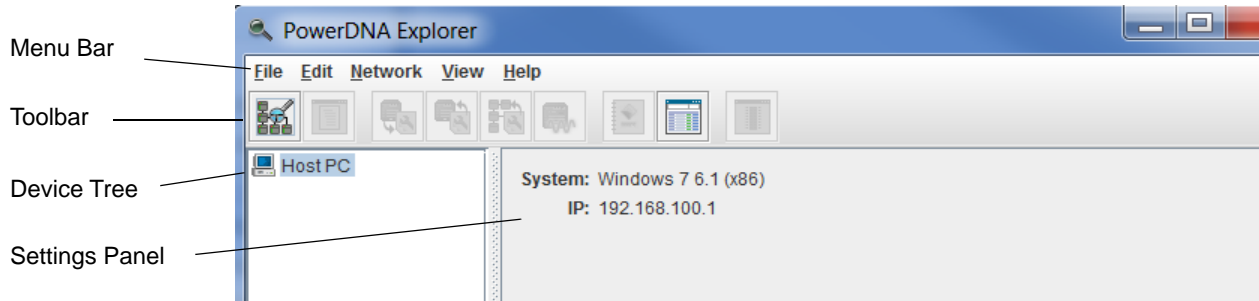 PowerDNA Explorer
Menu Bar
File Edit Network View Help
Toolbar
Device Tree
Host PC
System: Windows 7 6.1 (x86)
IP: 192.168.100.1
Settings Panel